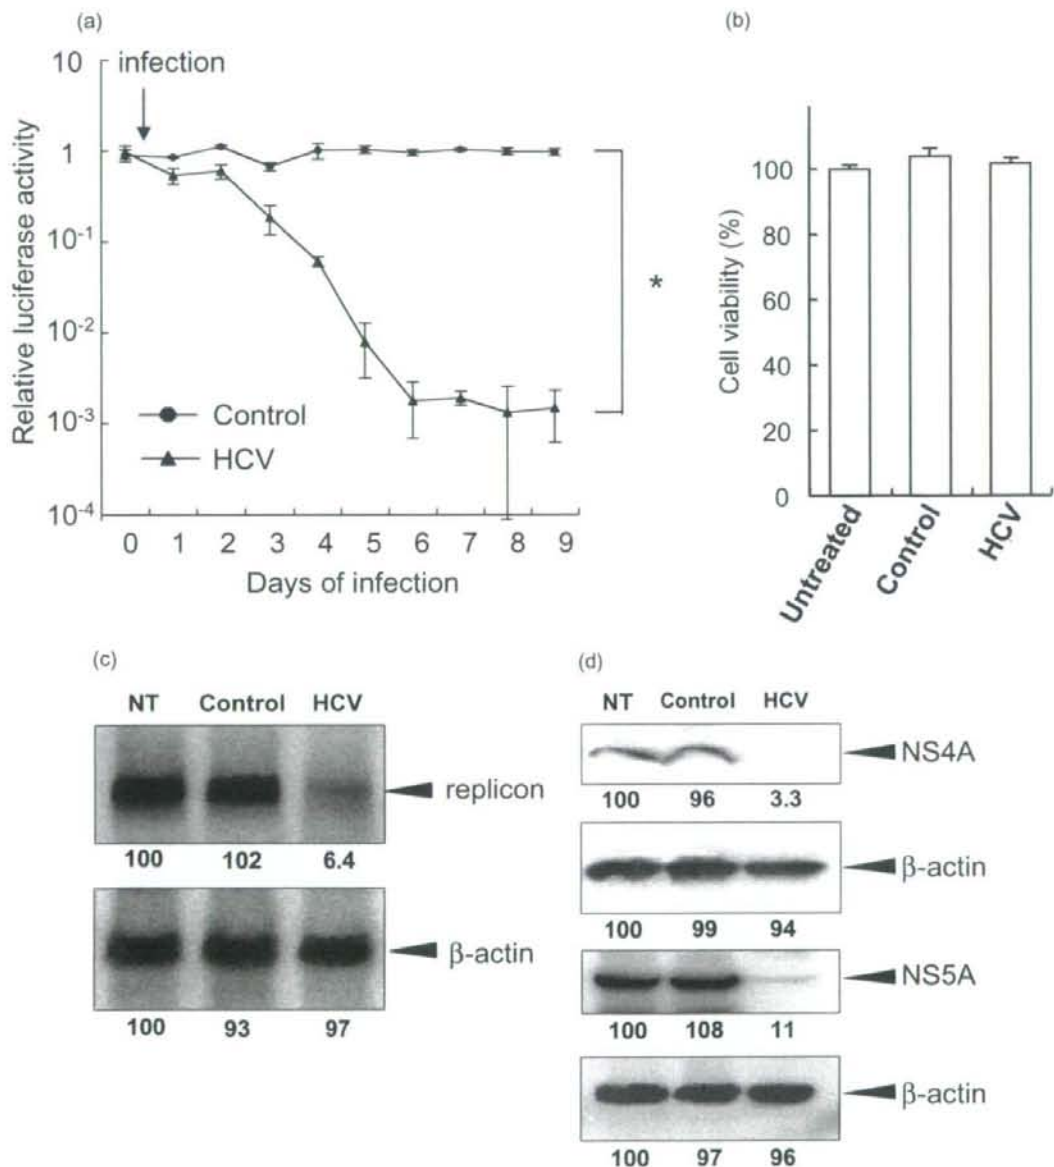 (a)
10
infection
1
10-1
10-2
10-3
10-4
Relative luciferase activity
Control
HCV
*
0 1 2 3 4 5 6 7 8 9
Days of infection
(b)
100
80
60
40
20
0
Cell viability (%)
Untreated
Control
HCV
(c)
NT Control HCV
replicon
100 102 6.4
β-actin
100 93 97
(d)
NT Control HCV
NS4A
100 96 3.3
β-actin
100 99 94
NS5A
100 108 11
β-actin
100 97 96